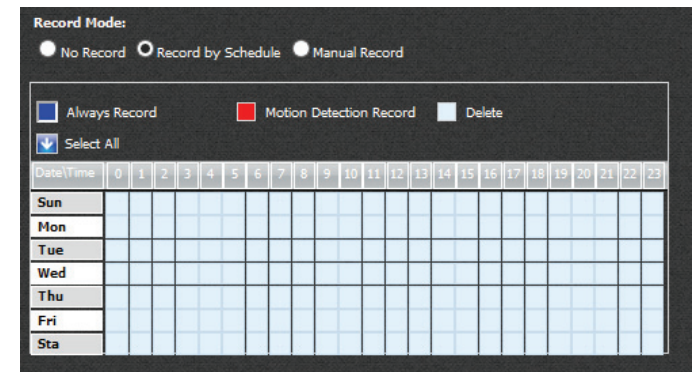 Record Mode:
No Record Record by Schedule Manual Record
Always Record Motion Detection Record Delete
Select All
Date\Time 0 1 2 3 4 5 6 7 8 9 10 11 12 13 14 15 16 17 18 19 20 21 22 23
Sun
Mon
Tue
Wed
Thu
Fri
Sta